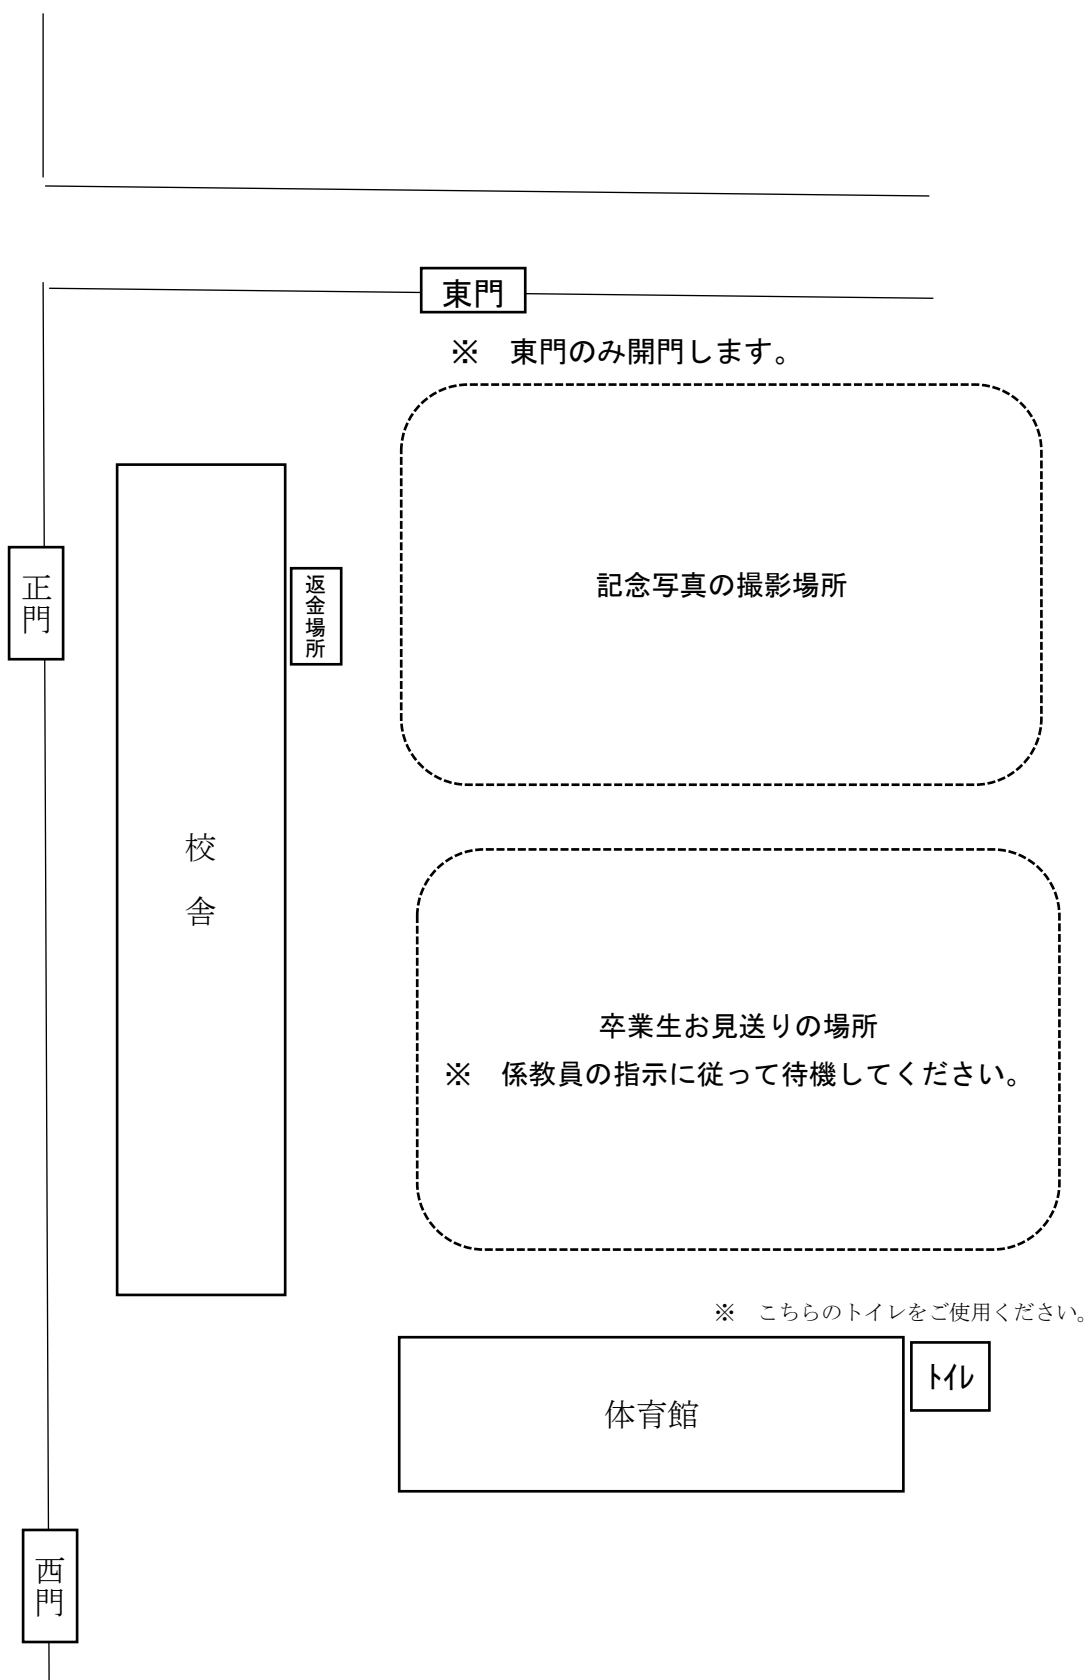 東門
※　東門のみ開門します。
正門
返金場所
記念写真の撮影場所
校舎
卒業生お見送りの場所
※　係教員の指示に従って待機してください。
※　こちらのトイレをご使用ください。
ﾄｲﾚ
体育館
西門